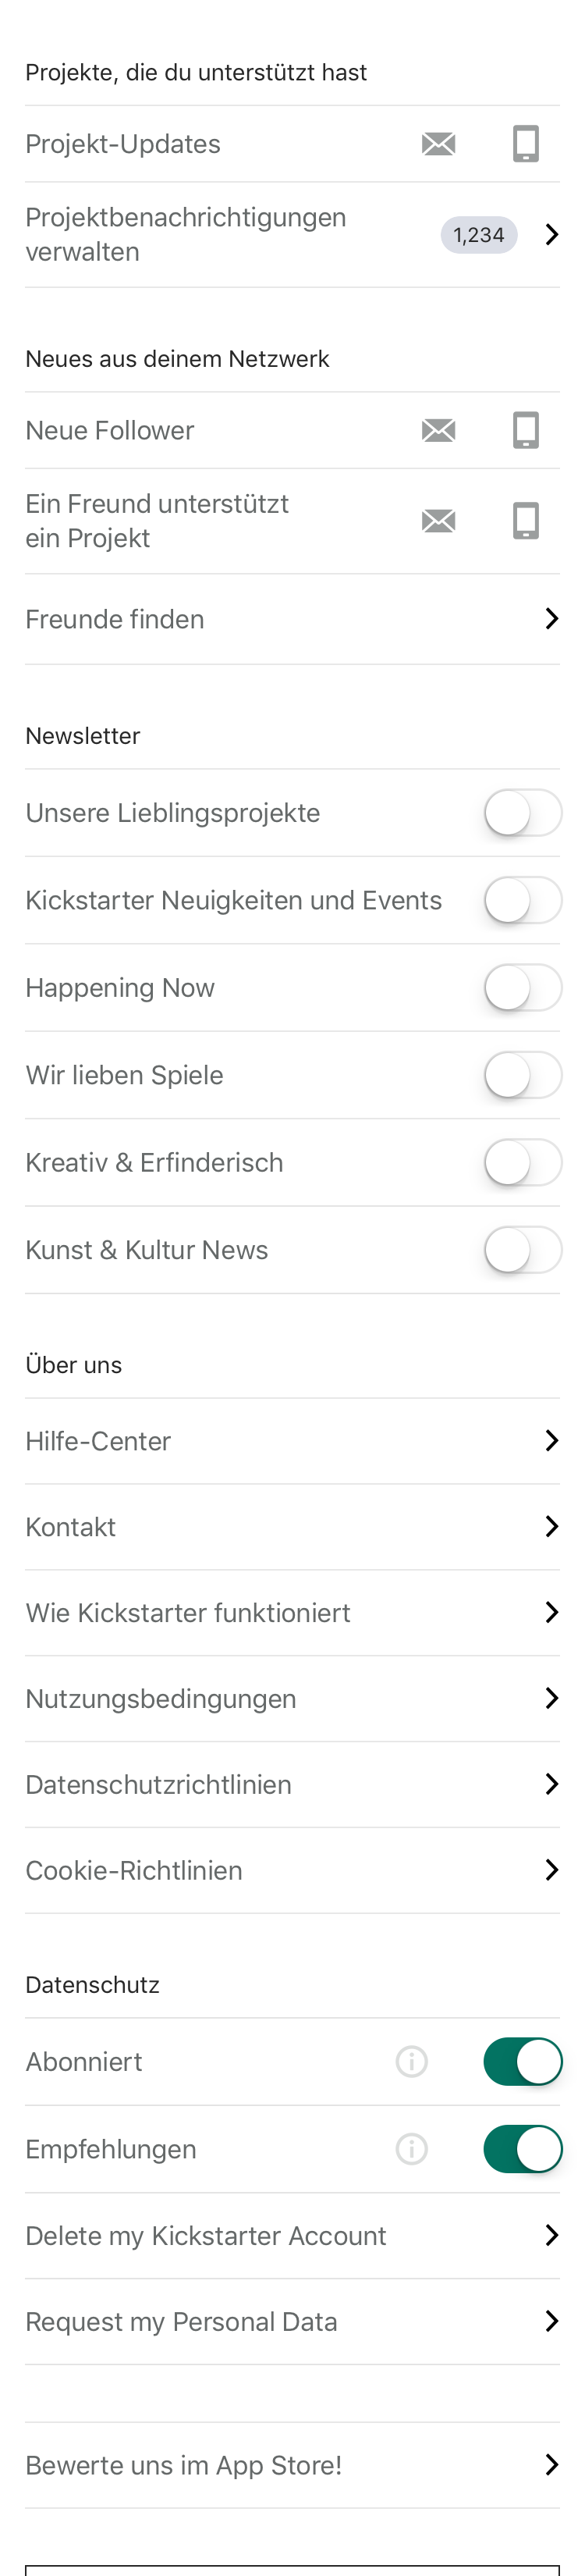 Projekte, die du unterstützt hast
Projekt-Updates
Projektbenachrichtigungen
verwalten
1,234
Neues aus deinem Netzwerk
Neue Follower
Ein Freund unterstützt
ein Projekt
Freunde finden
Newsletter
Unsere Lieblingsprojekte
Kickstarter Neuigkeiten und Events
Happening Now
Wir lieben Spiele
Kreativ & Erfinderisch
Kunst & Kultur News
Über uns
Hilfe-Center
Kontakt
Wie Kickstarter funktioniert
Nutzungsbedingungen
Datenschutzrichtlinien
Cookie-Richtlinien
Datenschutz
Abonniert
Empfehlungen
Delete my Kickstarter Account
Request my Personal Data
Bewerte uns im App Store!